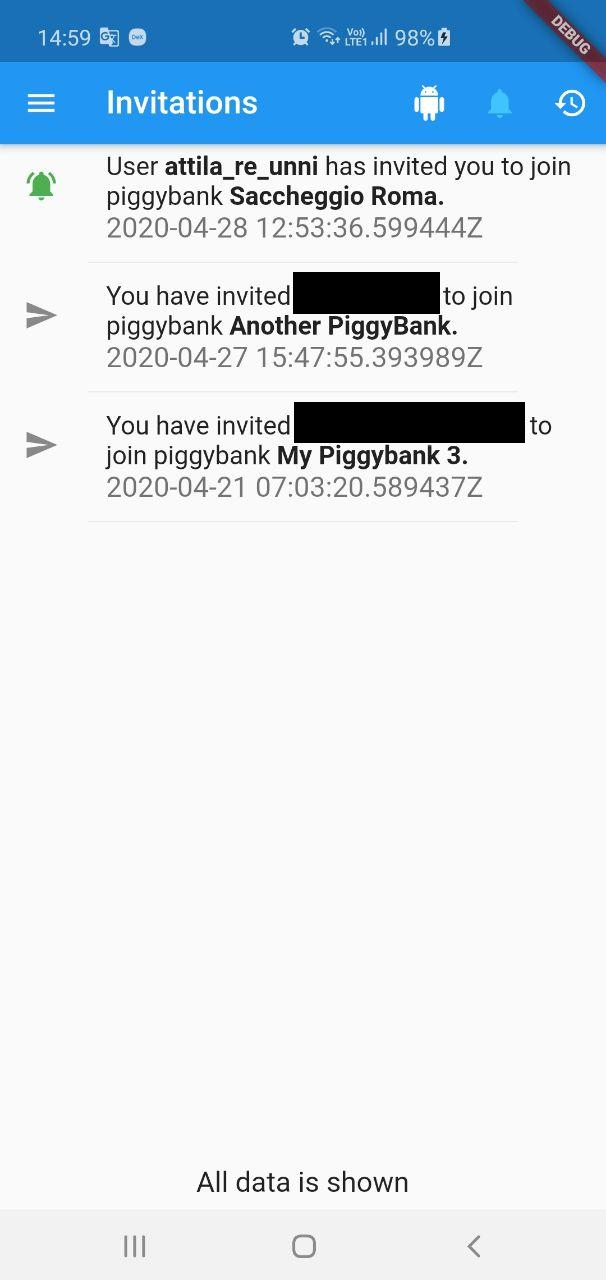 14:59 Vo)) LTE1 98%
DEBUG
Invitations
User attila_re_unni has invited you to join
piggybank Saccheggio Roma.
2020-04-28 12:53:36.599444Z
You have invited to join
piggybank Another PiggyBank.
2020-04-27 15:47:55.393989Z
You have invited to
join piggybank My Piggybank 3.
2020-04-21 07:03:20.589437Z
All data is shown